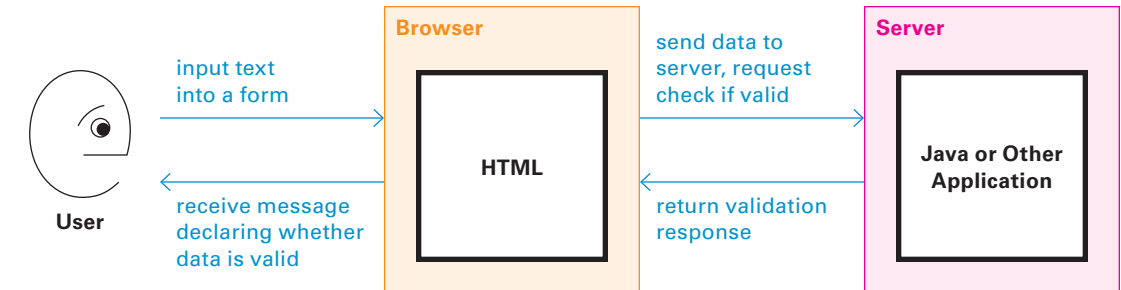 Browser
Server
input text
into a form
send data to
server, request
check if valid
HTML
Java or Other
Application
User
receive message
declaring whether
data is valid
return validation
response